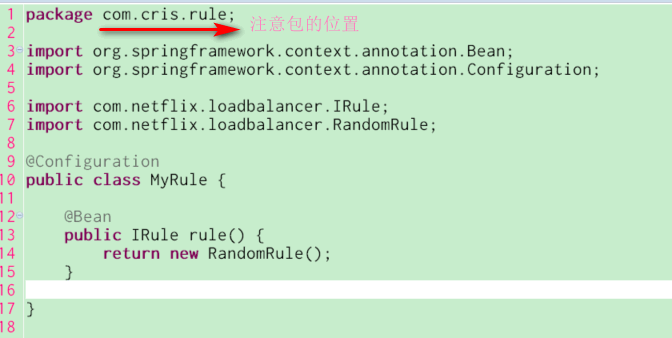 1 package com.cris.rule; 注意包的位置
2
3 import org.springframework.context.annotation.Bean;
4 import org.springframework.context.annotation.Configuration;
5
6 import com.netflix.loadbalancer.IRule;
7 import com.netflix.loadbalancer.RandomRule;
8
9 @Configuration
10 public class MyRule {
11
12     @Bean
13     public IRule rule() {
14         return new RandomRule();
15     }
16
17 }
18